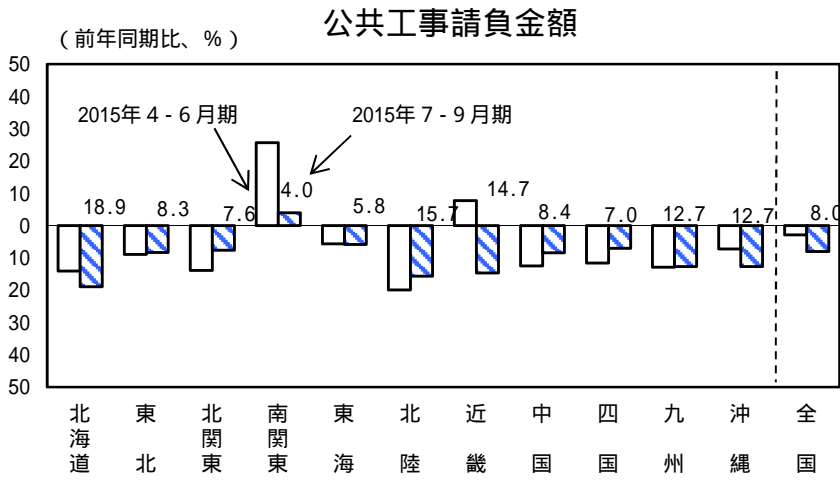 公共工事請負金額
（前年同期比、％）
50
40
30
20
10
0
10
20
30
40
50
2015年４‐６月期
2015年７‐９月期
18.9
8.3
7.6
4.0
5.8
15.7
14.7
8.4
7.0
12.7
12.7
8.0
北海道
東北
北関東
南関東
東海
北陸
近畿
中国
四国
九州
沖縄
全国